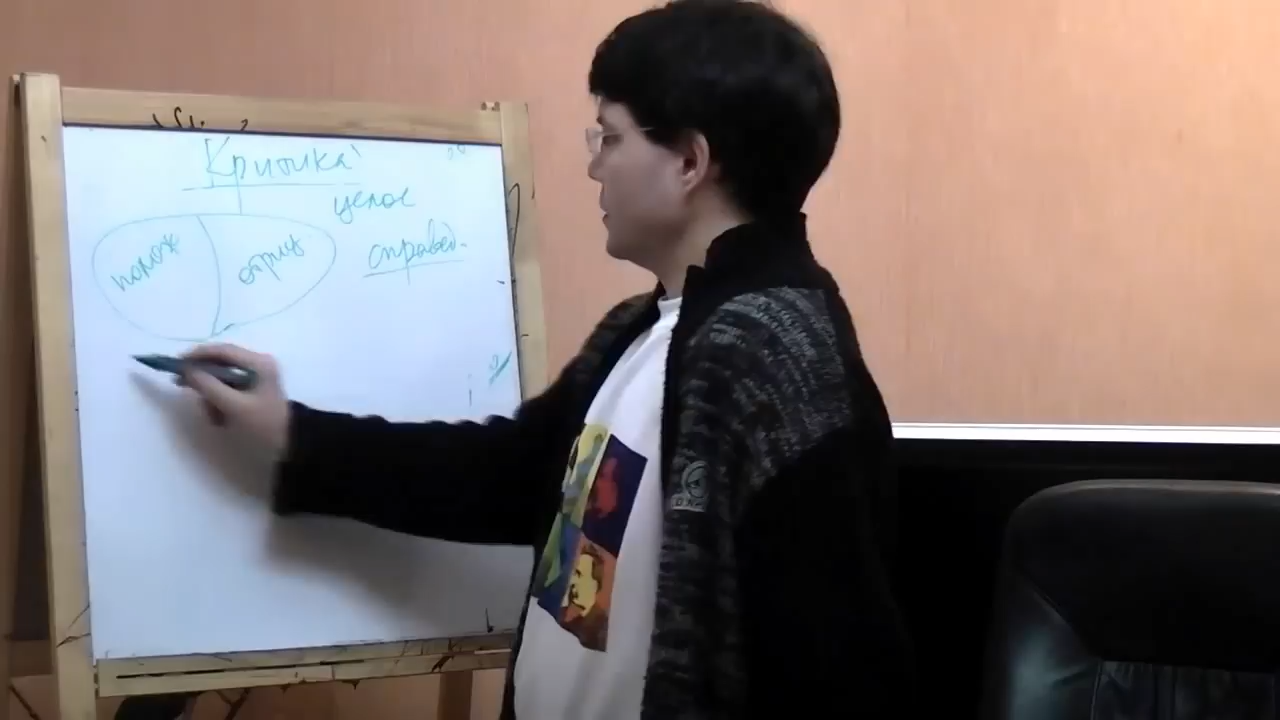 Критика
целое
полож отриц
справед.